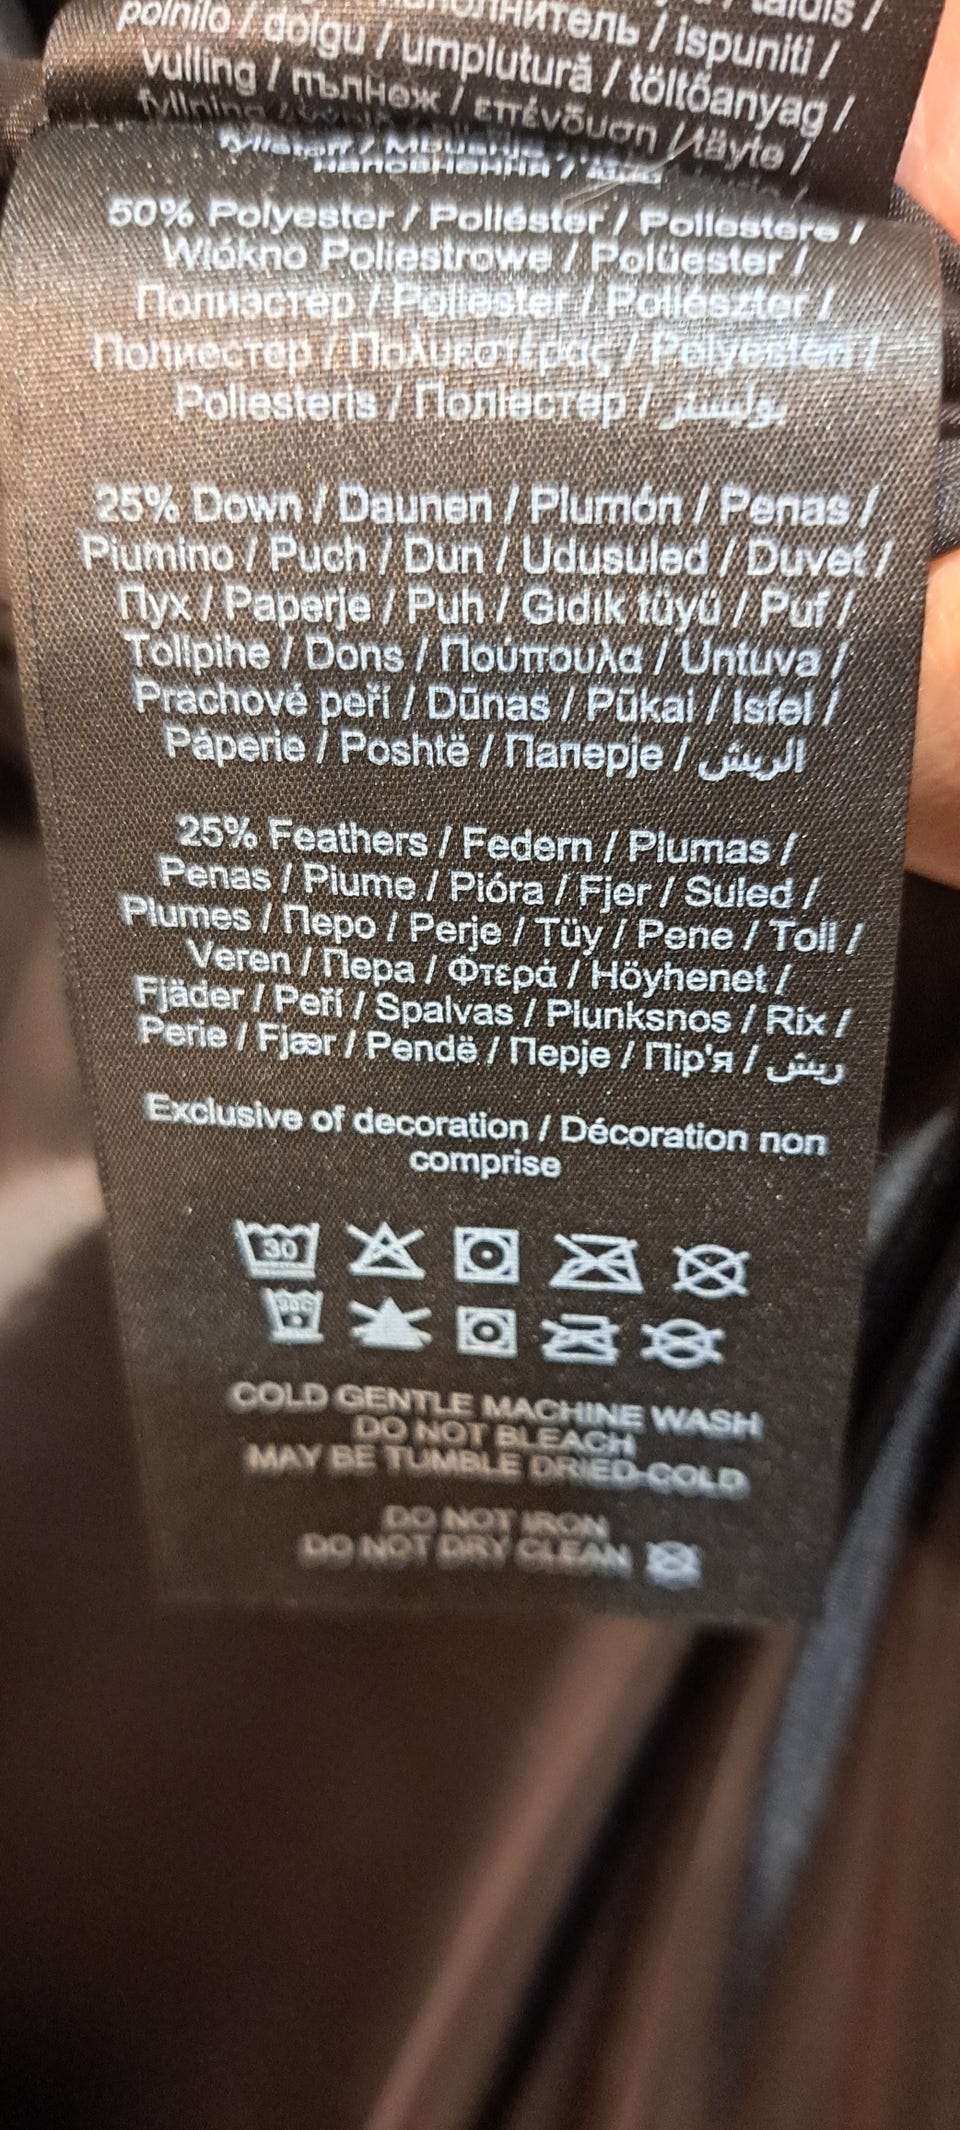 / taldis /
polnilo / dolgu / umplutură / ispuniti /
vulling / пълнеж / επένδυση / töltőanyag /
täyte /
50% Polyester / Poliéster / Poliestere /
Włókno Poliestrowe / Polüester /
Полиэстер / Poliester / Poliészter /
Полиестер / Πολυεστέρας / Polyesteri /
Poliesteris / Поліестер / بوليستر
25% Down / Daunen / Plumón / Penas /
Piumino / Puch / Dun / Udusuled / Duvet /
Пух / Paperje / Puh / Gıdık tüyü / Puf /
Tollpihe / Dons / Πούπουλα / Untuva /
Prachové peří / Dūnas / Pūkai / Isfel /
Páperie / Poshtë / Паперје / الريش
25% Feathers / Federn / Plumas /
Penas / Piume / Pióra / Fjer / Suled /
Plumes / Перо / Perje / Tüy / Pene / Toll /
Veren / Пера / Φτερά / Höyhenet /
Fjäder / Peří / Spalvas / Plunksnos / Rix /
Perie / Fjær / Pendë / Перје / Пір'я / ريش
Exclusive of decoration / Décoration non
comprise
30
30C
COLD GENTLE MACHINE WASH
DO NOT BLEACH
MAY BE TUMBLE DRIED-COLD
DO NOT IRON
DO NOT DRY CLEAN